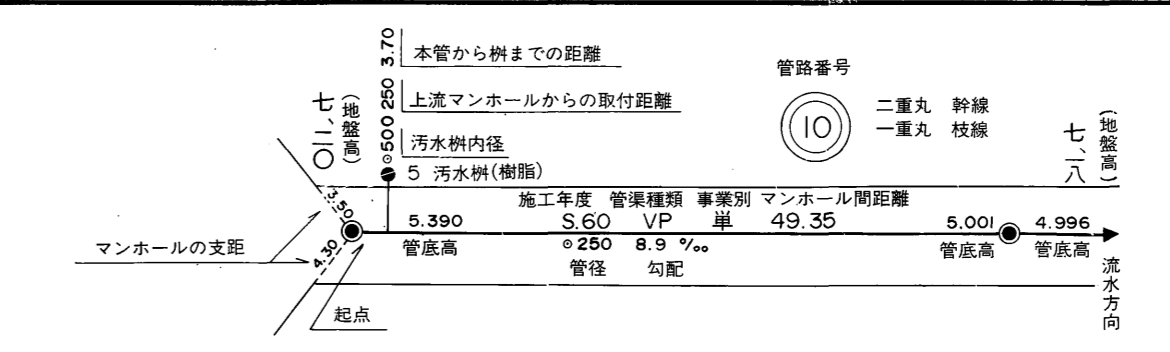 3.70
本管から桝までの距離
250
上流マンホールからの取付距離
⊙500
汚水桝内径
5 汚水桝(樹脂)
七、〇二
(地盤高)
管路番号
10
二重丸 幹線
一重丸 枝線
七、一八
(地盤高)
施工年度 管渠種類 事業別 マンホール間距離
3.50
5.390 S.60 VP 単 49.35 5.001 4.996
マンホールの支距
4.30
管底高 ⊙250 8.9 ‰ 管底高 管底高
管径 勾配
流水方向
起点